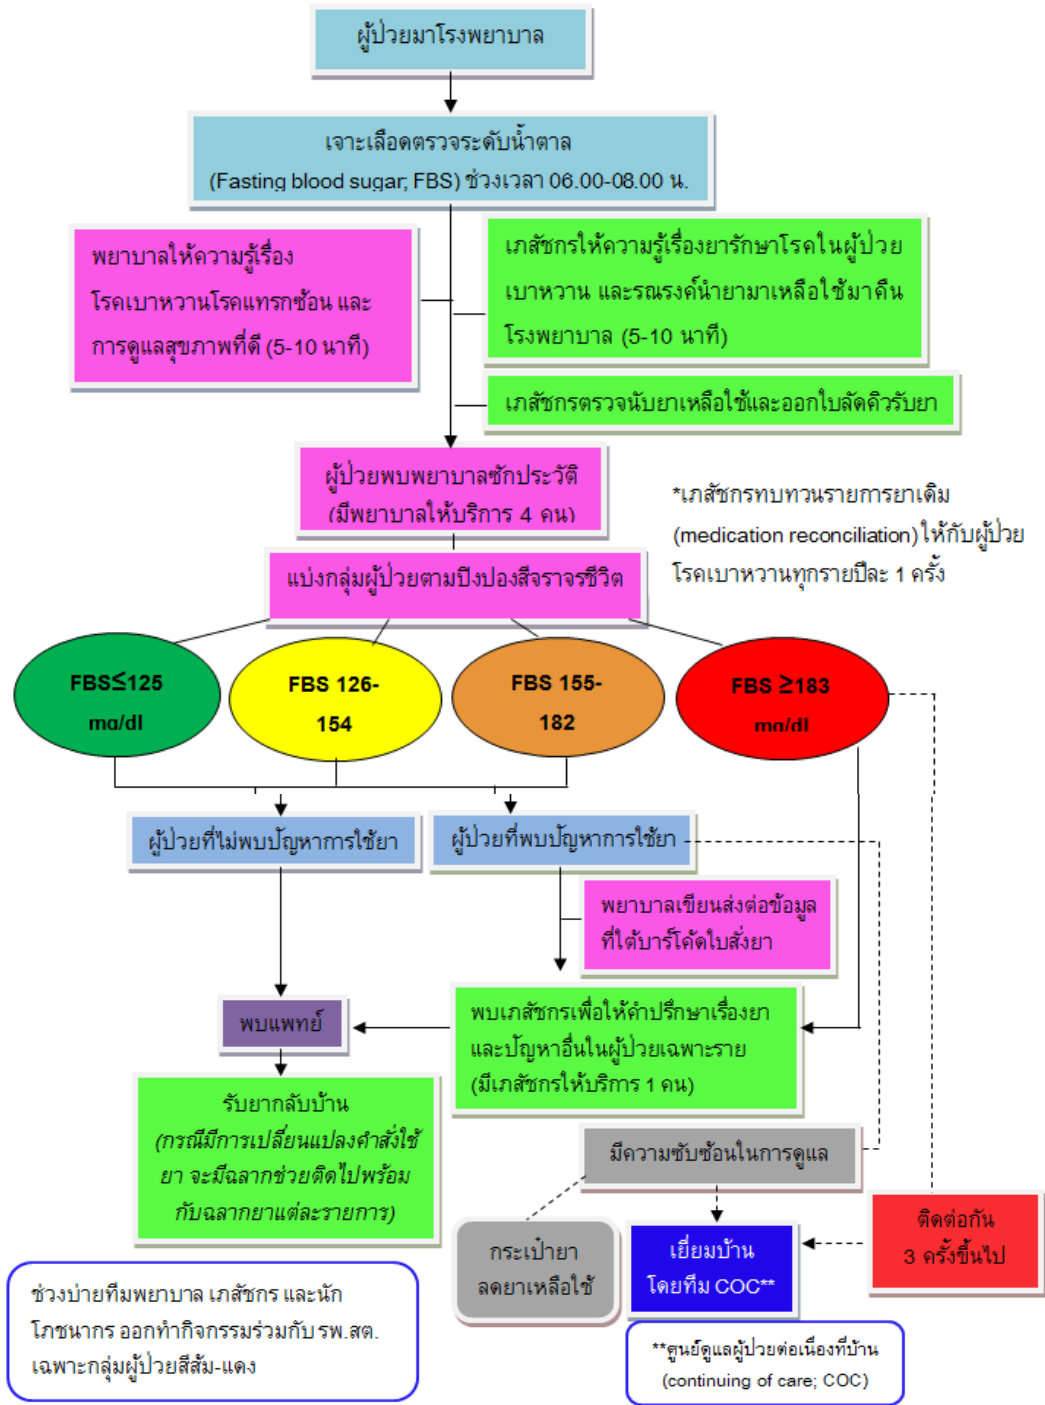 ผู้ป่วยมาโรงพยาบาล
เจาะเลือดตรวจระดับน้ำตาล
(Fasting blood sugar; FBS) ช่วงเวลา 06.00-08.00 น.
พยาบาลให้ความรู้เรื่อง
โรคเบาหวานโรคแทรกซ้อน และ
การดูแลสุขภาพที่ดี (5-10 นาที)
เภสัชกรให้ความรู้เรื่องยารักษาโรคในผู้ป่วย
เบาหวาน และรณรงค์นำยามาเหลือใช้มาคืน
โรงพยาบาล (5-10 นาที)
เภสัชกรตรวจนับยาเหลือใช้และออกใบลัดคิวรับยา
ผู้ป่วยพบพยาบาลซักประวัติ
(มีพยาบาลให้บริการ 4 คน)
*เภสัชกรทบทวนรายการยาเดิม
(medication reconciliation) ให้กับผู้ป่วย
โรคเบาหวานทุกรายปีละ 1 ครั้ง
แบ่งกลุ่มผู้ป่วยตามปิงปองสีจราจรชีวิต
FBS≤125
mg/dl
FBS 126-
154
FBS 155-
182
FBS ≥183
mg/dl
ผู้ป่วยที่ไม่พบปัญหาการใช้ยา
ผู้ป่วยที่พบปัญหาการใช้ยา
พยาบาลเขียนส่งต่อข้อมูล
ที่ใต้บาร์โค้ดใบสั่งยา
พบแพทย์
พบเภสัชกรเพื่อให้คำปรึกษาเรื่องยา
และปัญหาอื่นในผู้ป่วยเฉพาะราย
(มีเภสัชกรให้บริการ 1 คน)
รับยากลับบ้าน
(กรณีมีการเปลี่ยนแปลงคำสั่งใช้
ยา จะมีฉลากช่วยติดไปพร้อม
กับฉลากยาแต่ละรายการ)
มีความซับซ้อนในการดูแล
กระเป๋ายา
ลดยาเหลือใช้
เยี่ยมบ้าน
โดยทีม COC**
ติดต่อกัน
3 ครั้งขึ้นไป
ช่วงบ่ายทีมพยาบาล เภสัชกร และนัก
โภชนากร ออกทำกิจกรรมร่วมกับ รพ.สต.
เฉพาะกลุ่มผู้ป่วยสีส้ม-แดง
**ศูนย์ดูแลผู้ป่วยต่อเนื่องที่บ้าน
(continuing of care; COC)